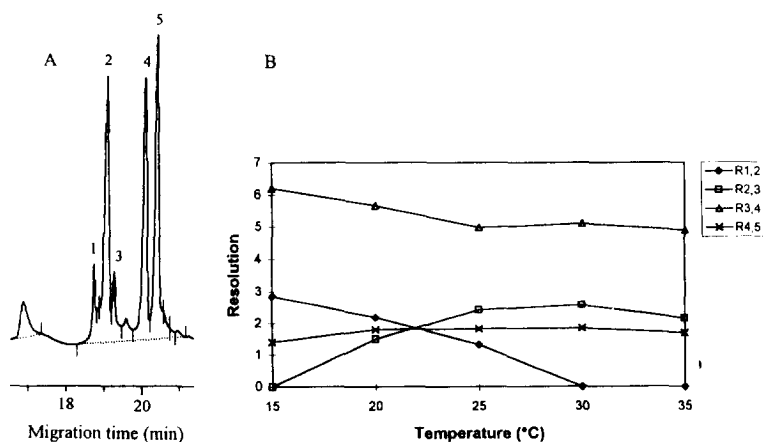 A
1
2
3
4
5
18 20
Migration time (min)
B
Resolution
7
6
5
4
3
2
1
0
15 20 25 30 35
Temperature (°C)
R1,2
R2,3
R3,4
R4,5